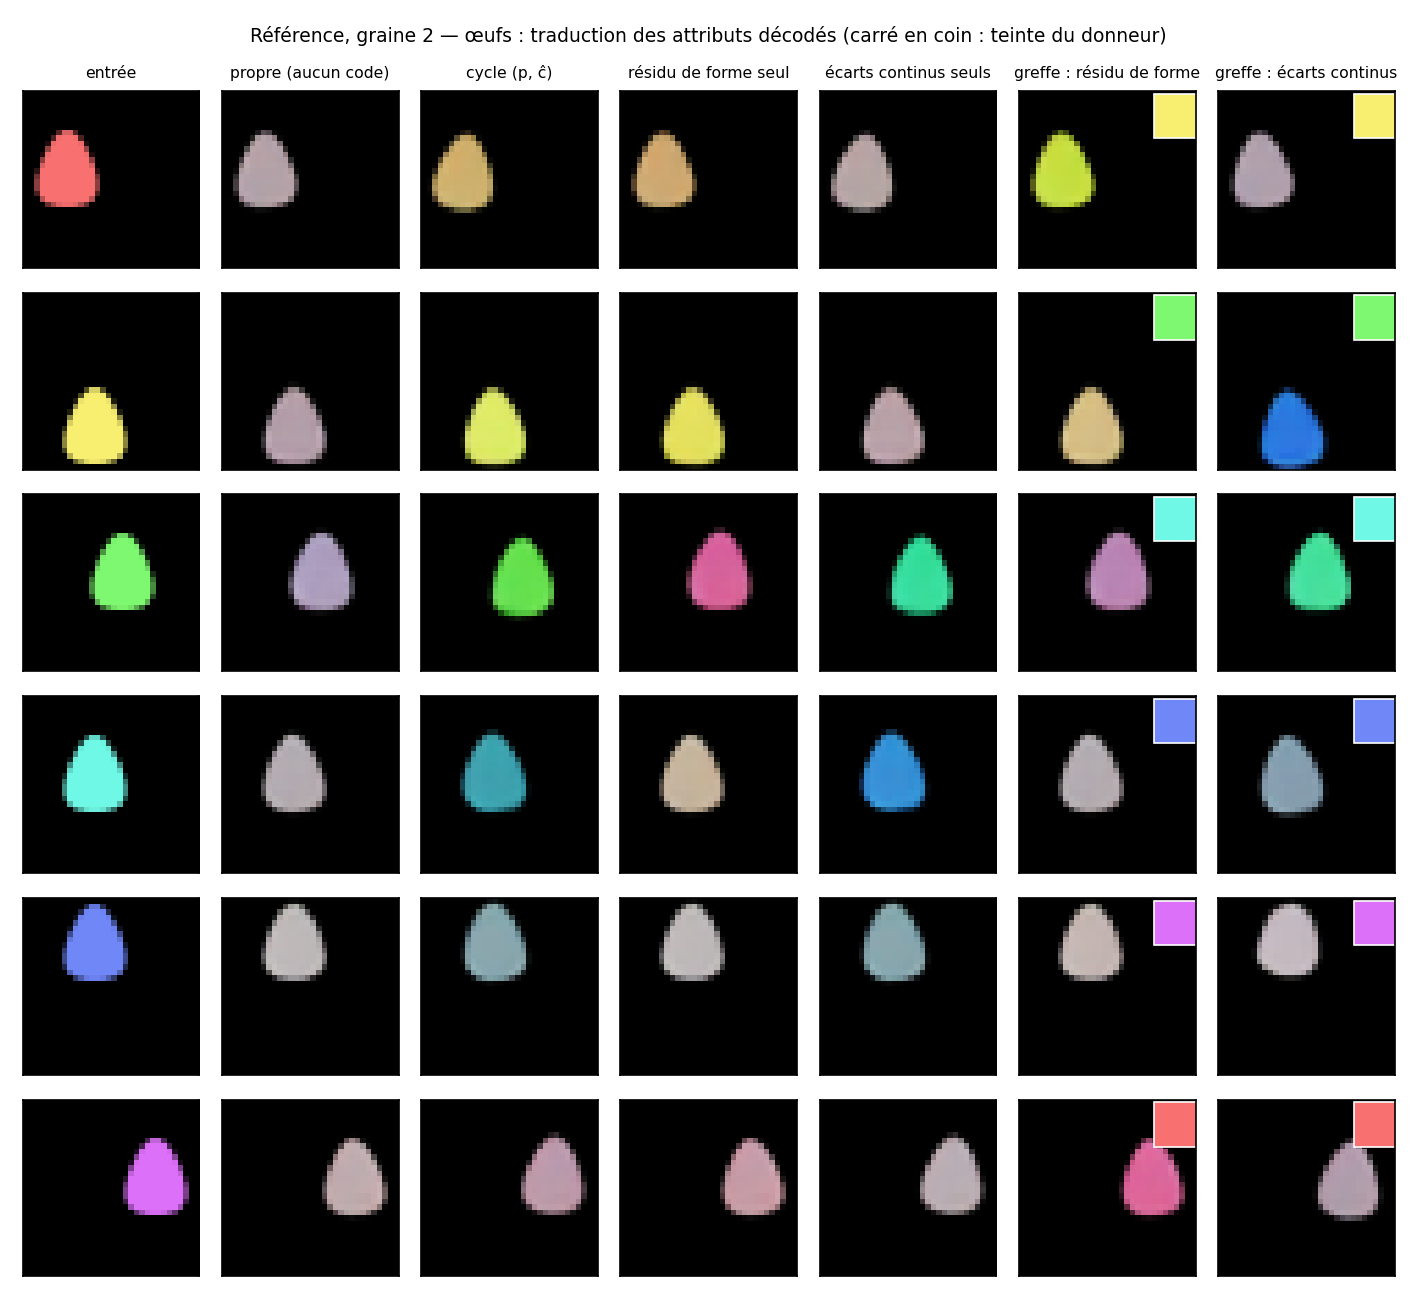 Référence, graine 2 — œufs : traduction des attributs décodés (carré en coin : teinte du donneur)
entrée
propre (aucun code)
cycle (p, ĉ)
résidu de forme seul
écarts continus seuls
greffe : résidu de forme
greffe : écarts continus